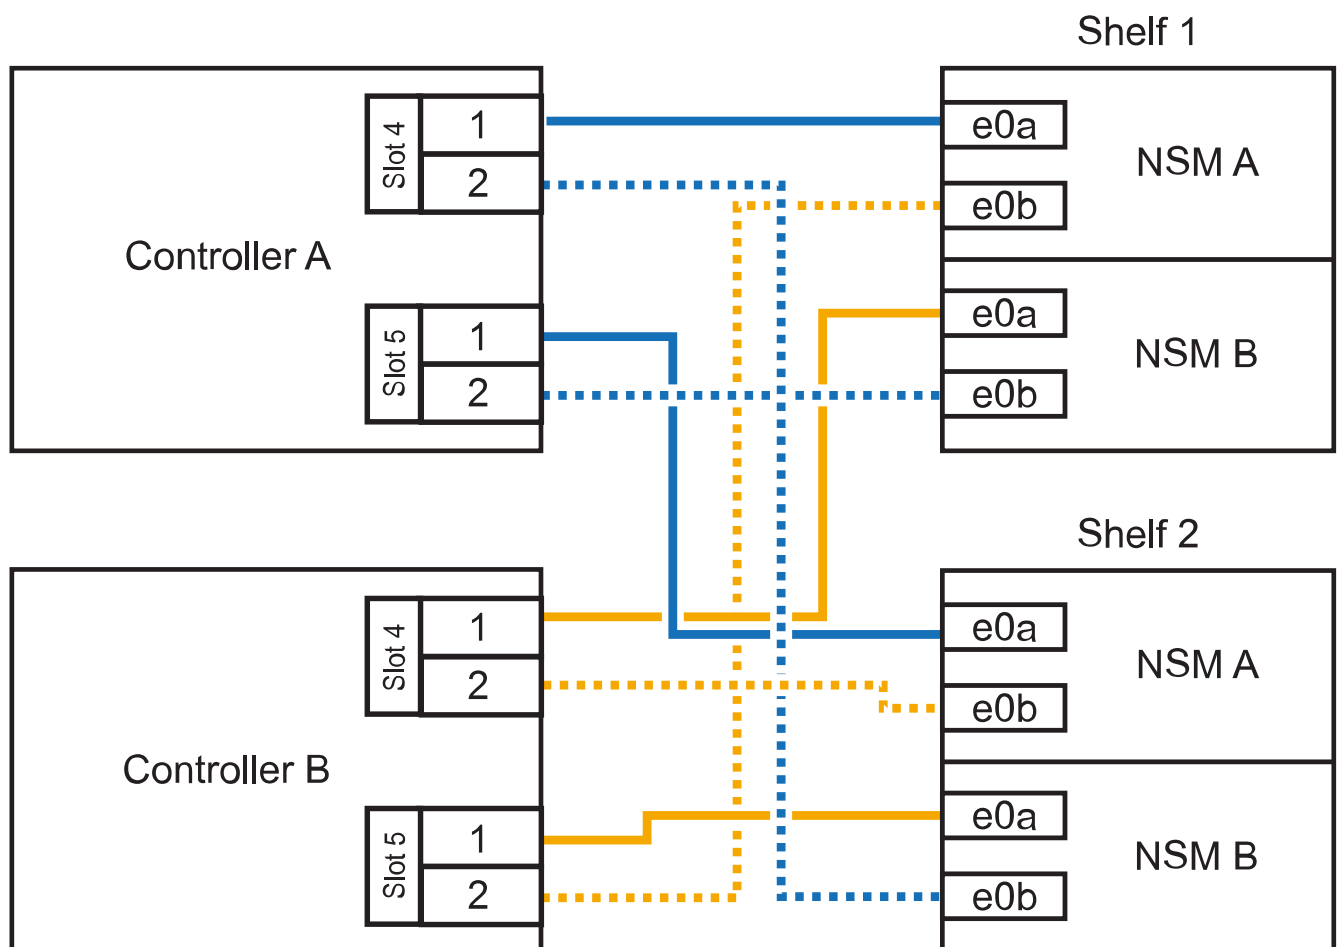 Shelf 1
Slot 4
1
2
Controller A
Slot 5
1
2
e0a
NSM A
e0b
e0a
NSM B
e0b
Shelf 2
Slot 4
1
2
Controller B
Slot 5
1
2
e0a
NSM A
e0b
e0a
NSM B
e0b